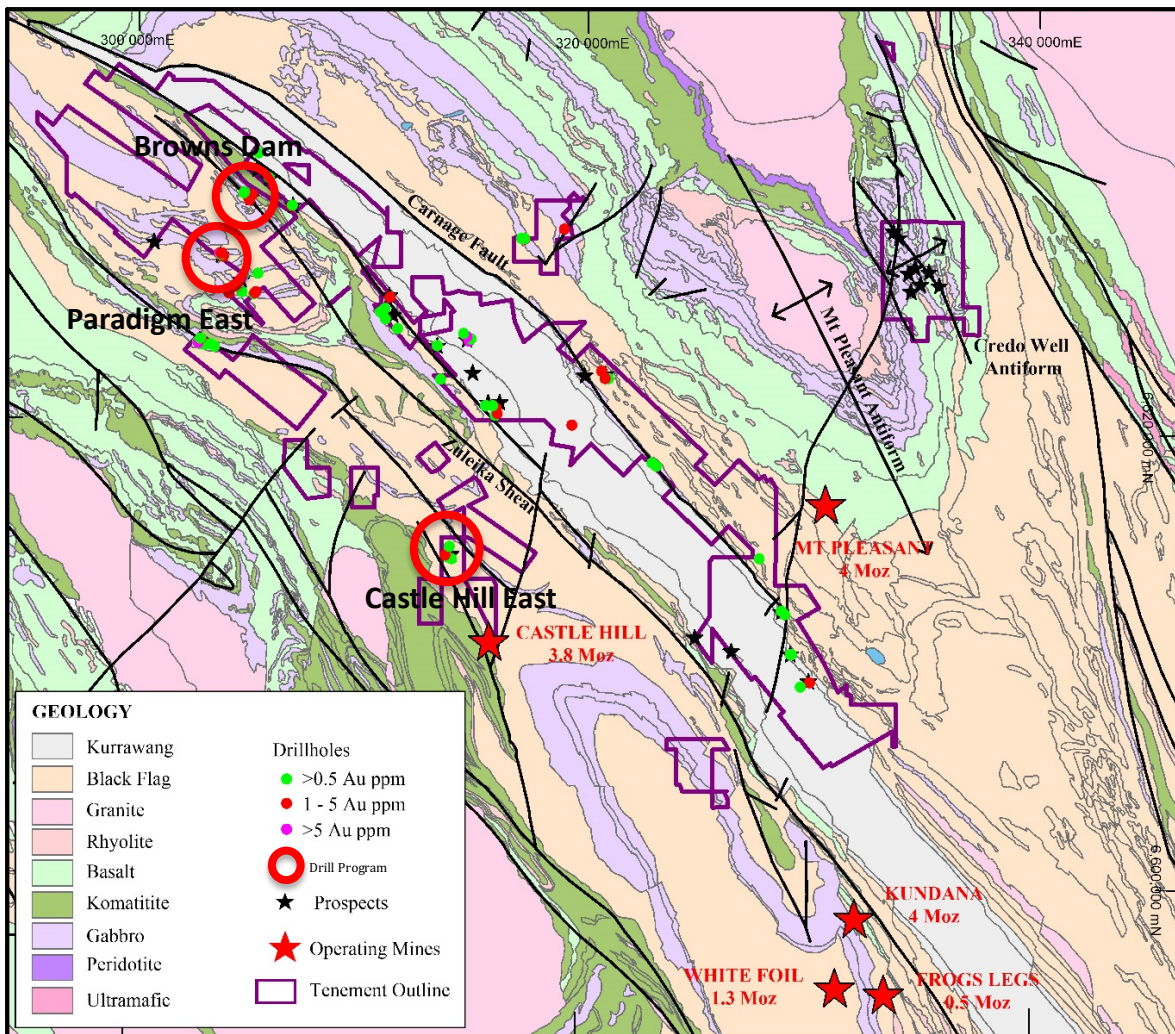 300 000mE
320 000mE
340 000mE
Browns Dam
Carnage Fault
Paradigm East
Mt Pleasant Antiform
Credo Well
Antiform
6 620 000 mN
Zuleika Shear
MT PLEASANT
4 Moz
Castle Hill East
CASTLE HILL
3.8 Moz
GEOLOGY
Kurrawang
Black Flag
Granite
Rhyolite
Basalt
Komatitite
Gabbro
Peridotite
Ultramafic
Drillholes
>0.5 Au ppm
1 - 5 Au ppm
>5 Au ppm
Drill Program
Prospects
Operating Mines
Tenement Outline
KUNDANA
4 Moz
6 600 000 mN
WHITE FOIL
1.3 Moz
FROGS LEGS
0.5 Moz